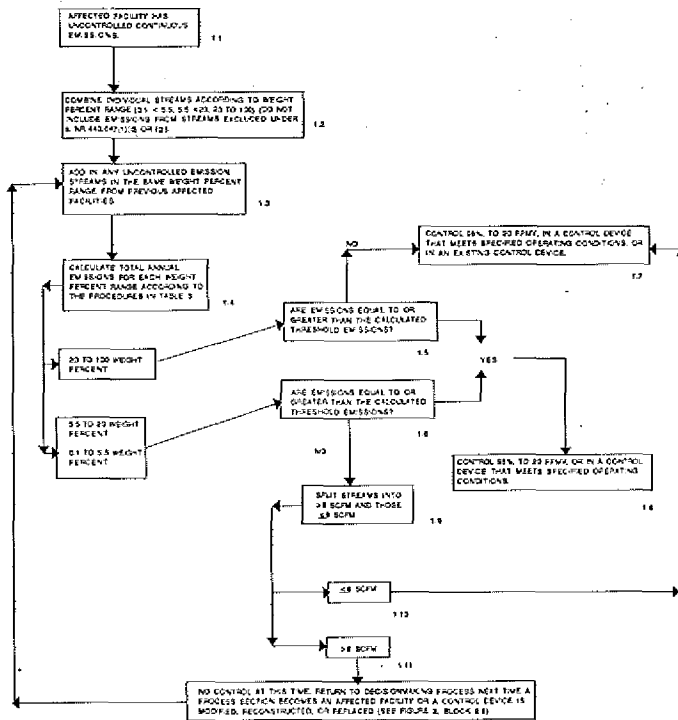 AFFECTED FACILITY HAS
UNCONTROLLED CONTINUOUS
EMISSIONS.
1.1
COMBINE INDIVIDUAL STREAMS ACCORDING TO WEIGHT
PERCENT RANGE (0.1 < 5.5, 5.5 < 20, 20 TO 100) (DO NOT
INCLUDE EMISSIONS FROM STREAMS EXCLUDED UNDER
OR
1.2
ADD IN ANY UNCONTROLLED EMISSION
STREAMS IN THE SAME WEIGHT PERCENT
RANGE FROM PREVIOUS AFFECTED
FACILITIES
1.3
CALCULATE TOTAL ANNUAL
EMISSIONS FOR EACH WEIGHT
PERCENT RANGE ACCORDING TO
THE PROCEDURES IN TABLE 3
1.4
NO
CONTROL 98%, TO 20 PPMV, IN A CONTROL DEVICE
THAT MEETS SPECIFIED OPERATING CONDITIONS, OR
IN AN EXISTING CONTROL DEVICE.
1.7
ARE EMISSIONS EQUAL TO OR
GREATER THAN THE CALCULATED
THRESHOLD EMISSIONS?
1.5
20 TO 100 WEIGHT
PERCENT
YES
ARE EMISSIONS EQUAL TO OR
GREATER THAN THE CALCULATED
THRESHOLD EMISSIONS?
1.6
5.5 TO 20 WEIGHT
PERCENT
0.1 TO 5.5 WEIGHT
PERCENT
NO
CONTROL 98%, TO 20 PPMV, OR IN A CONTROL
DEVICE THAT MEETS SPECIFIED OPERATING
CONDITIONS.
SPLIT STREAMS INTO
>8 SCFM AND THOSE
≤8 SCFM
1.9
≤8 SCFM
1.10
>8 SCFM
1.11
NO CONTROL AT THIS TIME. RETURN TO DECISIONMAKING PROCESS NEXT TIME A
PROCESS SECTION BECOMES AN AFFECTED FACILITY OR A CONTROL DEVICE IS
MODIFIED, RECONSTRUCTED, OR REPLACED (SEE FIGURE 2, BLOCK 2.1)